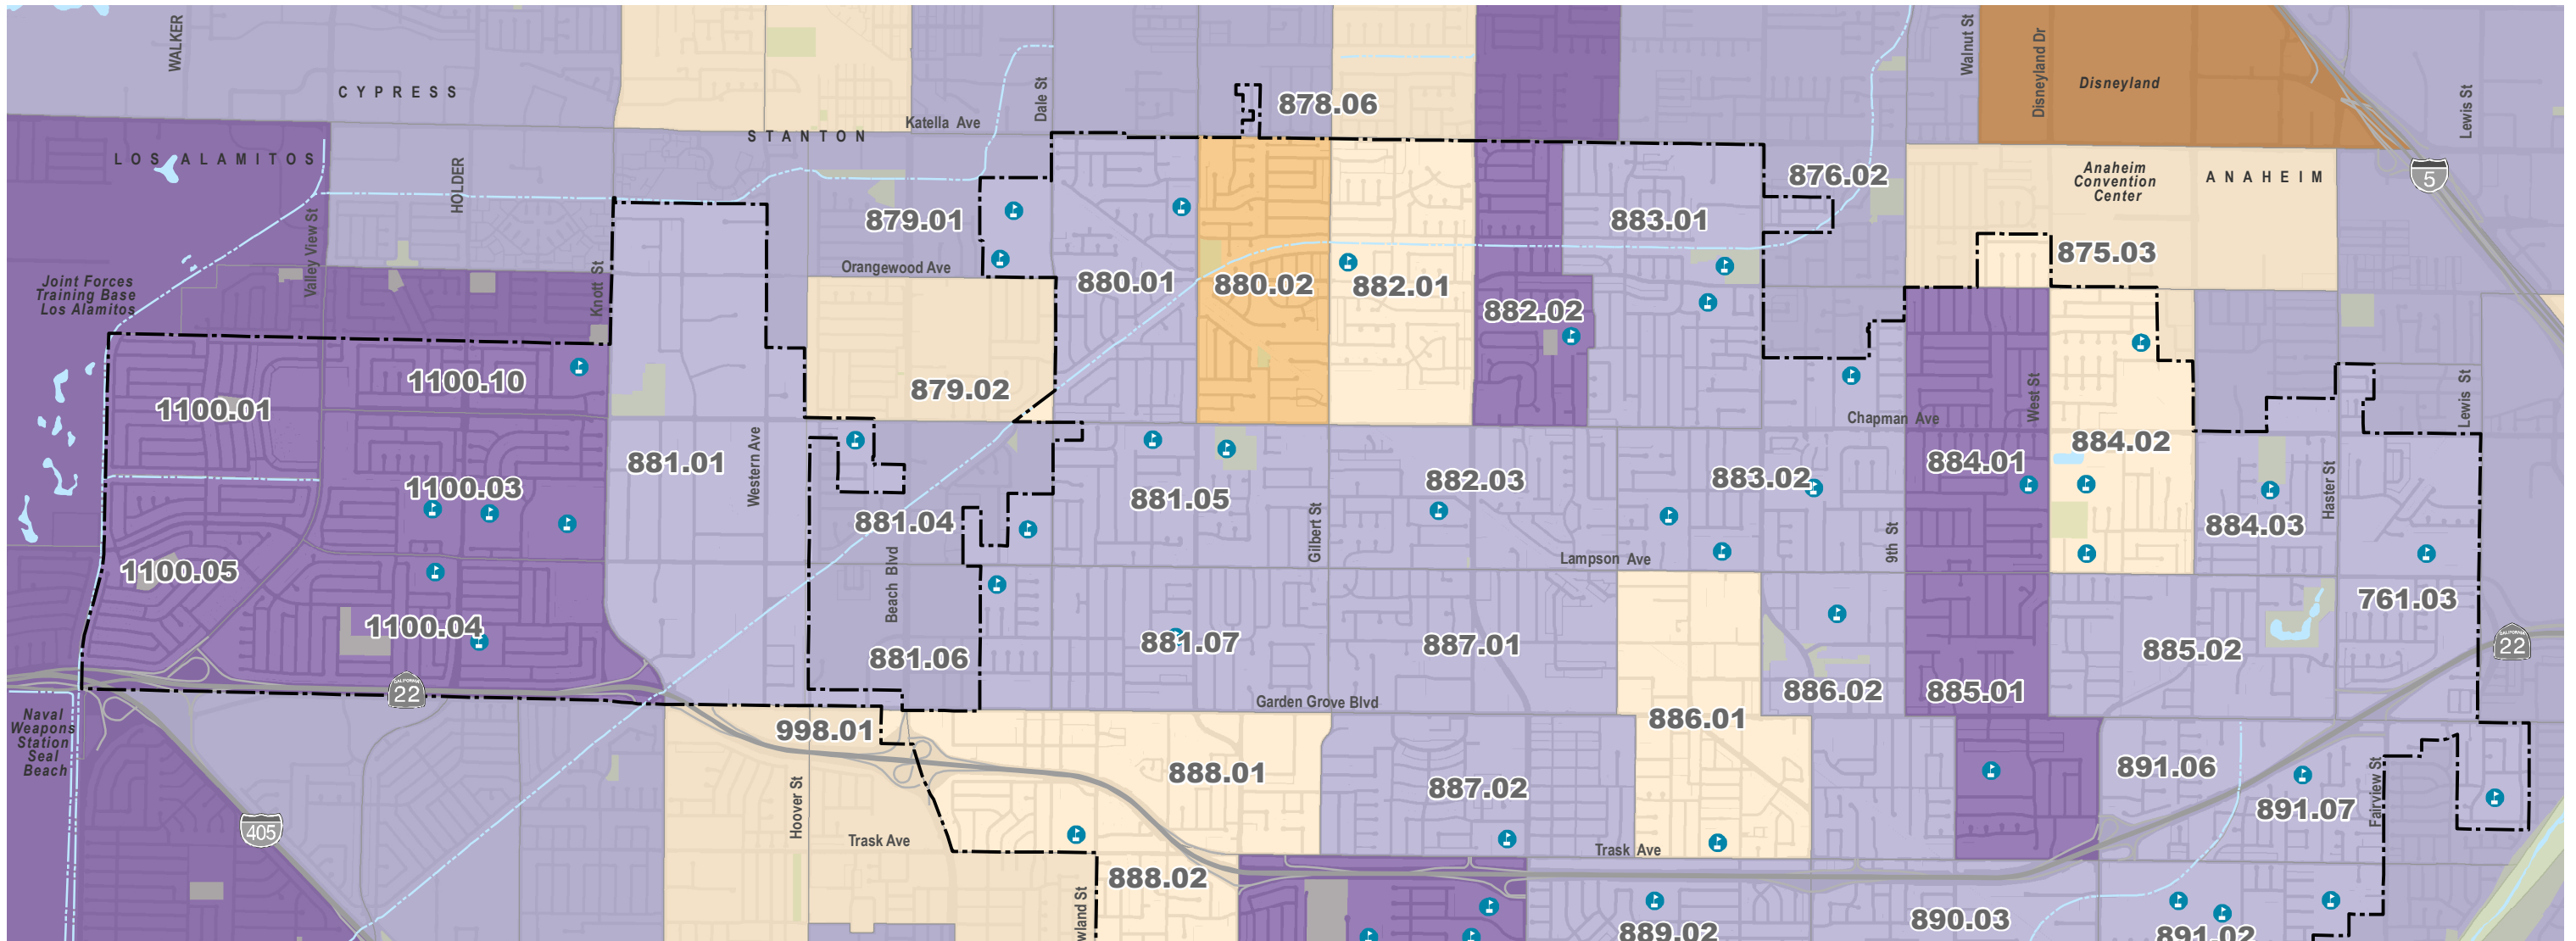 WALKER
CYPRESS
Dale St
878.06
Walnut St
Disneyland Dr
Disneyland
Lewis St
Katella Ave
STANTON
LOS ALAMITOS
HOLDER
876.02
Anaheim
Convention
Center
ANAHEIM
5
879.01
883.01
Valley View St
Orangewood Ave
875.03
Joint Forces
Training Base
Los Alamitos
Knott St
880.01
880.02
882.01
882.02
1100.10
1100.01
879.02
West St
Lewis St
Chapman Ave
884.02
881.01
Western Ave
884.01
1100.03
881.05
882.03
883.02
Haster St
881.04
Gilbert St
9th St
884.03
1100.05
Beach Blvd
Lampson Ave
761.03
1100.04
881.06
881.07
887.01
885.02
22
22
886.02
885.01
Garden Grove Blvd
Naval
Weapons
Station
Seal
Beach
998.01
886.01
888.01
887.02
891.06
Hoover St
891.07
Fairview St
405
Trask Ave
Trask Ave
888.02
wland St
889.02
890.03
891.02